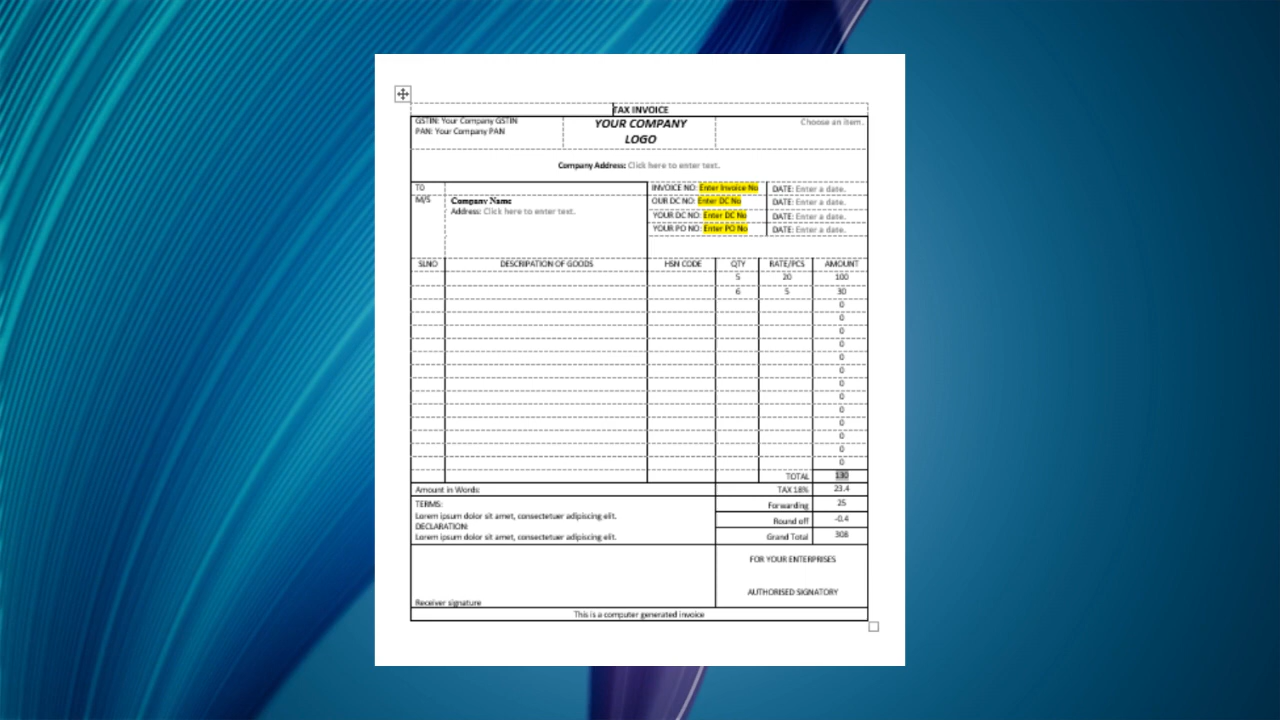 TAX INVOICE
GSTIN: Your Company GSTIN
PAN: Your Company PAN
YOUR COMPANY
LOGO
Choose an item.
Company Address: Click here to enter text.
TO
M/S
Company Name
Address: Click here to enter text.
INVOICE NO: Enter Invoice No
DATE: Enter a date.
OUR DC NO: Enter DC No
DATE: Enter a date.
YOUR DC NO: Enter DC No
DATE: Enter a date.
YOUR PO NO: Enter PO No
DATE: Enter a date.
SLNO DESCRIPATION OF GOODS HSN CODE QTY RATE/PCS AMOUNT
5 20 100
6 5 30
0
0
0
0
0
0
0
0
0
0
0
0
0
TOTAL 130
Amount in Words: TAX 18% 23.4
TERMS:
Lorem ipsum dolor sit amet, consectetuer adipiscing elit.
DECLARATION:
Lorem ipsum dolor sit amet, consectetuer adipiscing elit.
Forwarding 25
Round off -0.4
Grand Total 308
FOR YOUR ENTERPRISES
AUTHORISED SIGNATORY
Receiver signature
This is a computer generated invoice